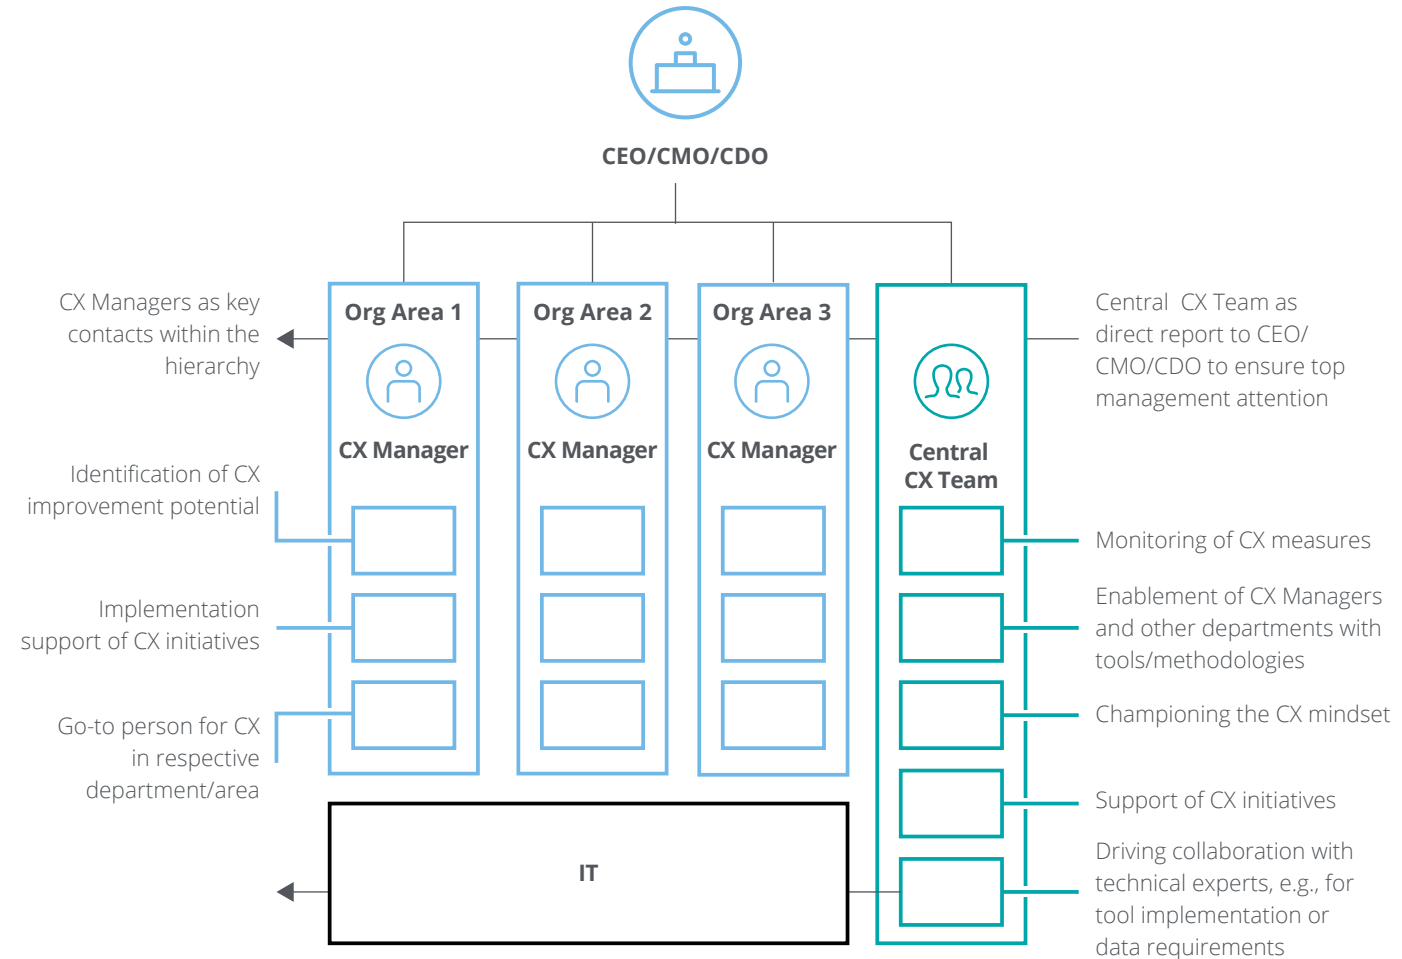 CEO/CMO/CDO
CX Managers as key
contacts within the
hierarchy
Org Area 1
Org Area 2
Org Area 3
Central CX Team as
direct report to CEO/
CMO/CDO to ensure top
management attention
CX Manager
CX Manager
CX Manager
Central
CX Team
Identification of CX
improvement potential
Implementation
support of CX initiatives
Go-to person for CX
in respective
department/area
Monitoring of CX measures
Enablement of CX Managers
and other departments with
tools/methodologies
Championing the CX mindset
Support of CX initiatives
Driving collaboration with
technical experts, e.g., for
tool implementation or
data requirements
IT